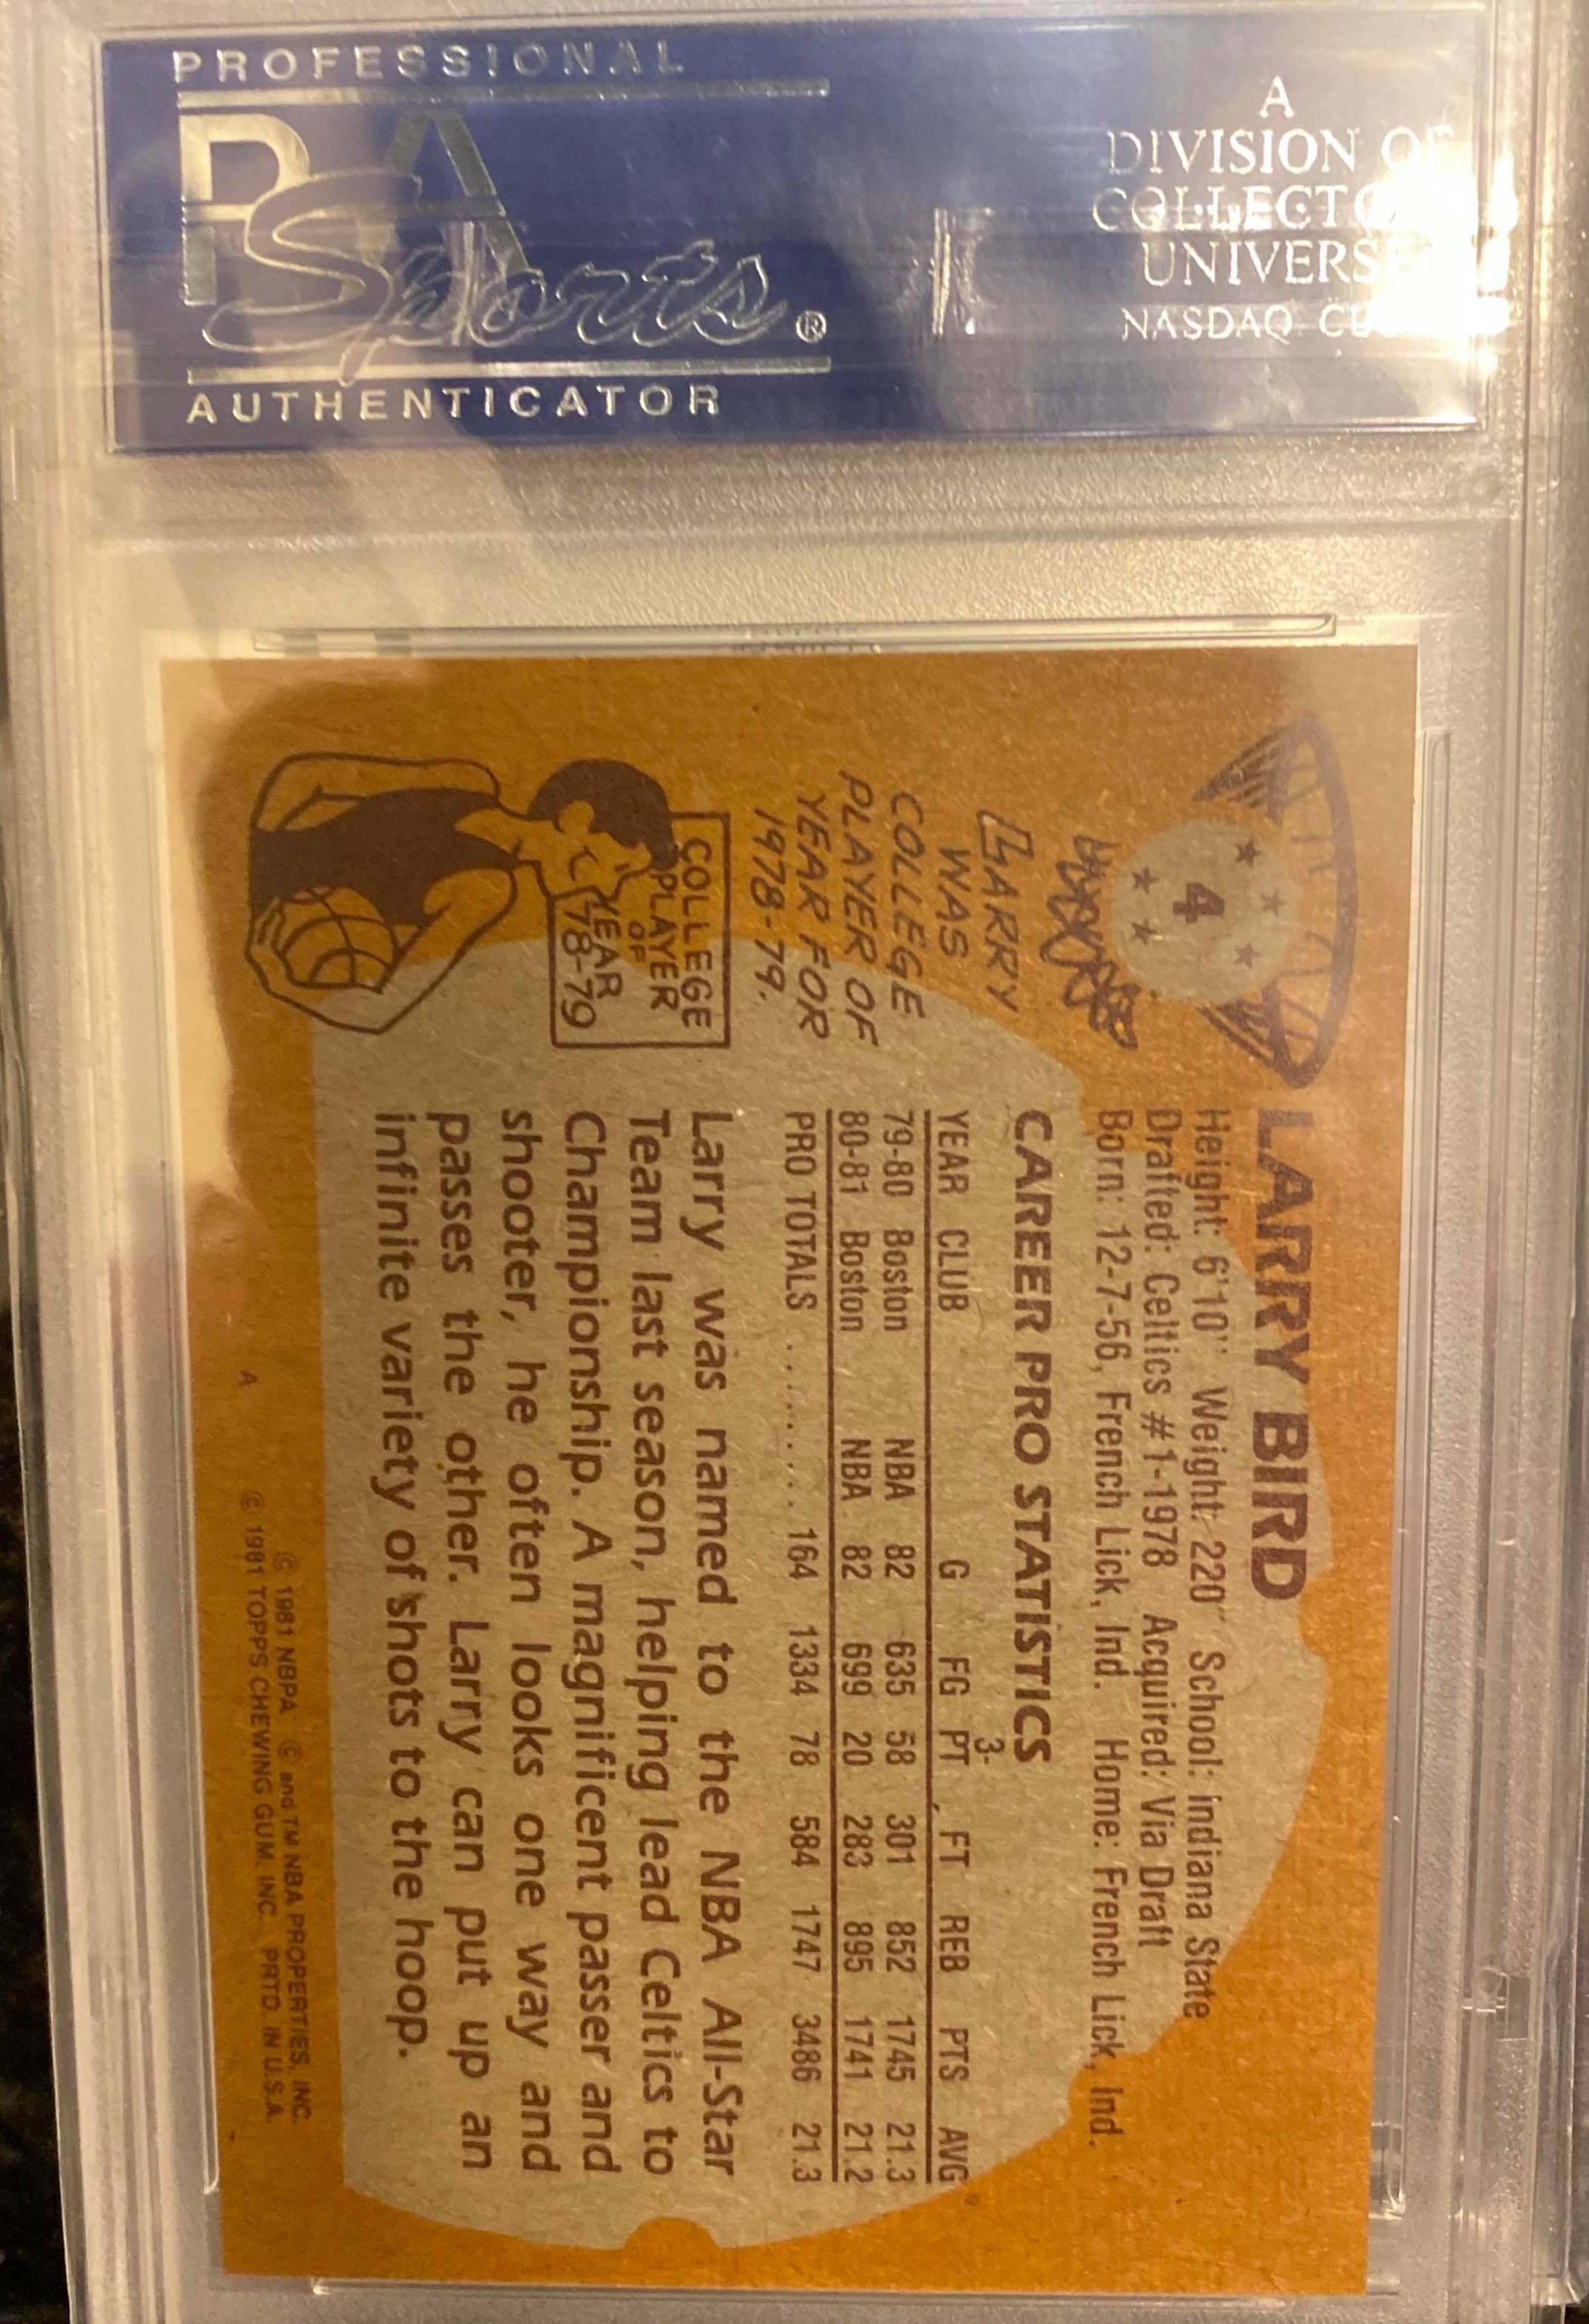 PROFESSIONAL
PSA
Sports®
AUTHENTICATOR
A
DIVISION OF
NASDAQ:
4
LARRY BIRD
Height: 6'10" Weight: 220 School: Indiana State
Drafted: Celtics #1-1978 Acquired: Via Draft
Born: 12-7-56, French Lick, Ind. Home: French Lick, Ind.
CAREER PRO STATISTICS
YEAR CLUB G FG 3-PT FT REB PTS AVG
79-80 Boston NBA 82 635 58 301 852 1745 21.3
80-81 Boston NBA 82 699 20 283 895 1741 21.2
PRO TOTALS ......... 164 1334 78 584 1747 3486 21.3
Larry was named to the NBA All-Star
Team last season, helping lead Celtics to
Championship. A magnificent passer and
shooter, he often looks one way and
passes the other. Larry can put up an
infinite variety of shots to the hoop.
LARRY
WAS
COLLEGE
PLAYER OF
YEAR FOR
1978-79.
COLLEGE
PLAYER
OF
YEAR
78-79
© 1981 NBPA © and TM NBA PROPERTIES, INC.
A © 1981 TOPPS CHEWING GUM, INC. PRTD. IN U.S.A.